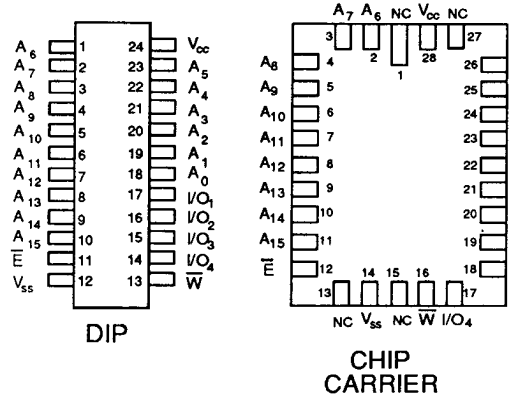 A6 1 24 Vcc
A7 2 23 A5
A8 3 22 A4
A9 4 21 A3
A10 5 20 A2
A11 6 19 A1
A12 7 18 A0
A13 8 17 I/O1
A14 9 16 I/O2
A15 10 15 I/O3
E̅ 11 14 I/O4
Vss 12 13 W̅
DIP
A7 A6 NC Vcc NC
3 2 1 28 27
A8 4 26
A9 5 25
A10 6 24
A11 7 23
A12 8 22
A13 9 21
A14 10 20
A15 11 19
E̅ 12 18
13 14 15 16 17
NC Vss NC W̅ I/O4
CHIP
CARRIER